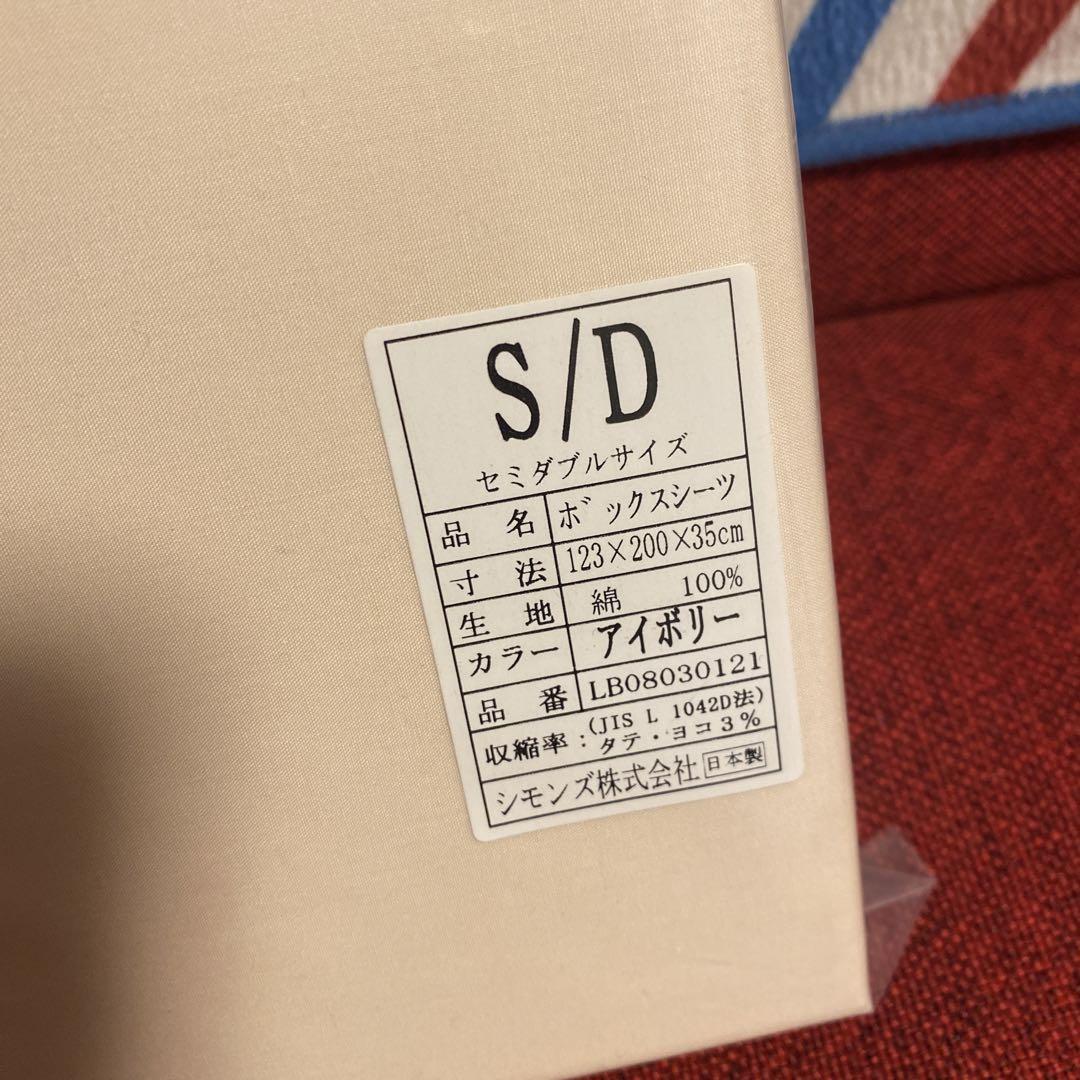 S/D
セミダブルサイズ
品名 ボックスシーツ
寸法 123×200×35cm
生地 綿 100%
カラー アイボリー
品番 LB08030121
収縮率:(JIS L 1042D法)
タテ・ヨコ3%
シモンズ株式会社 日本製